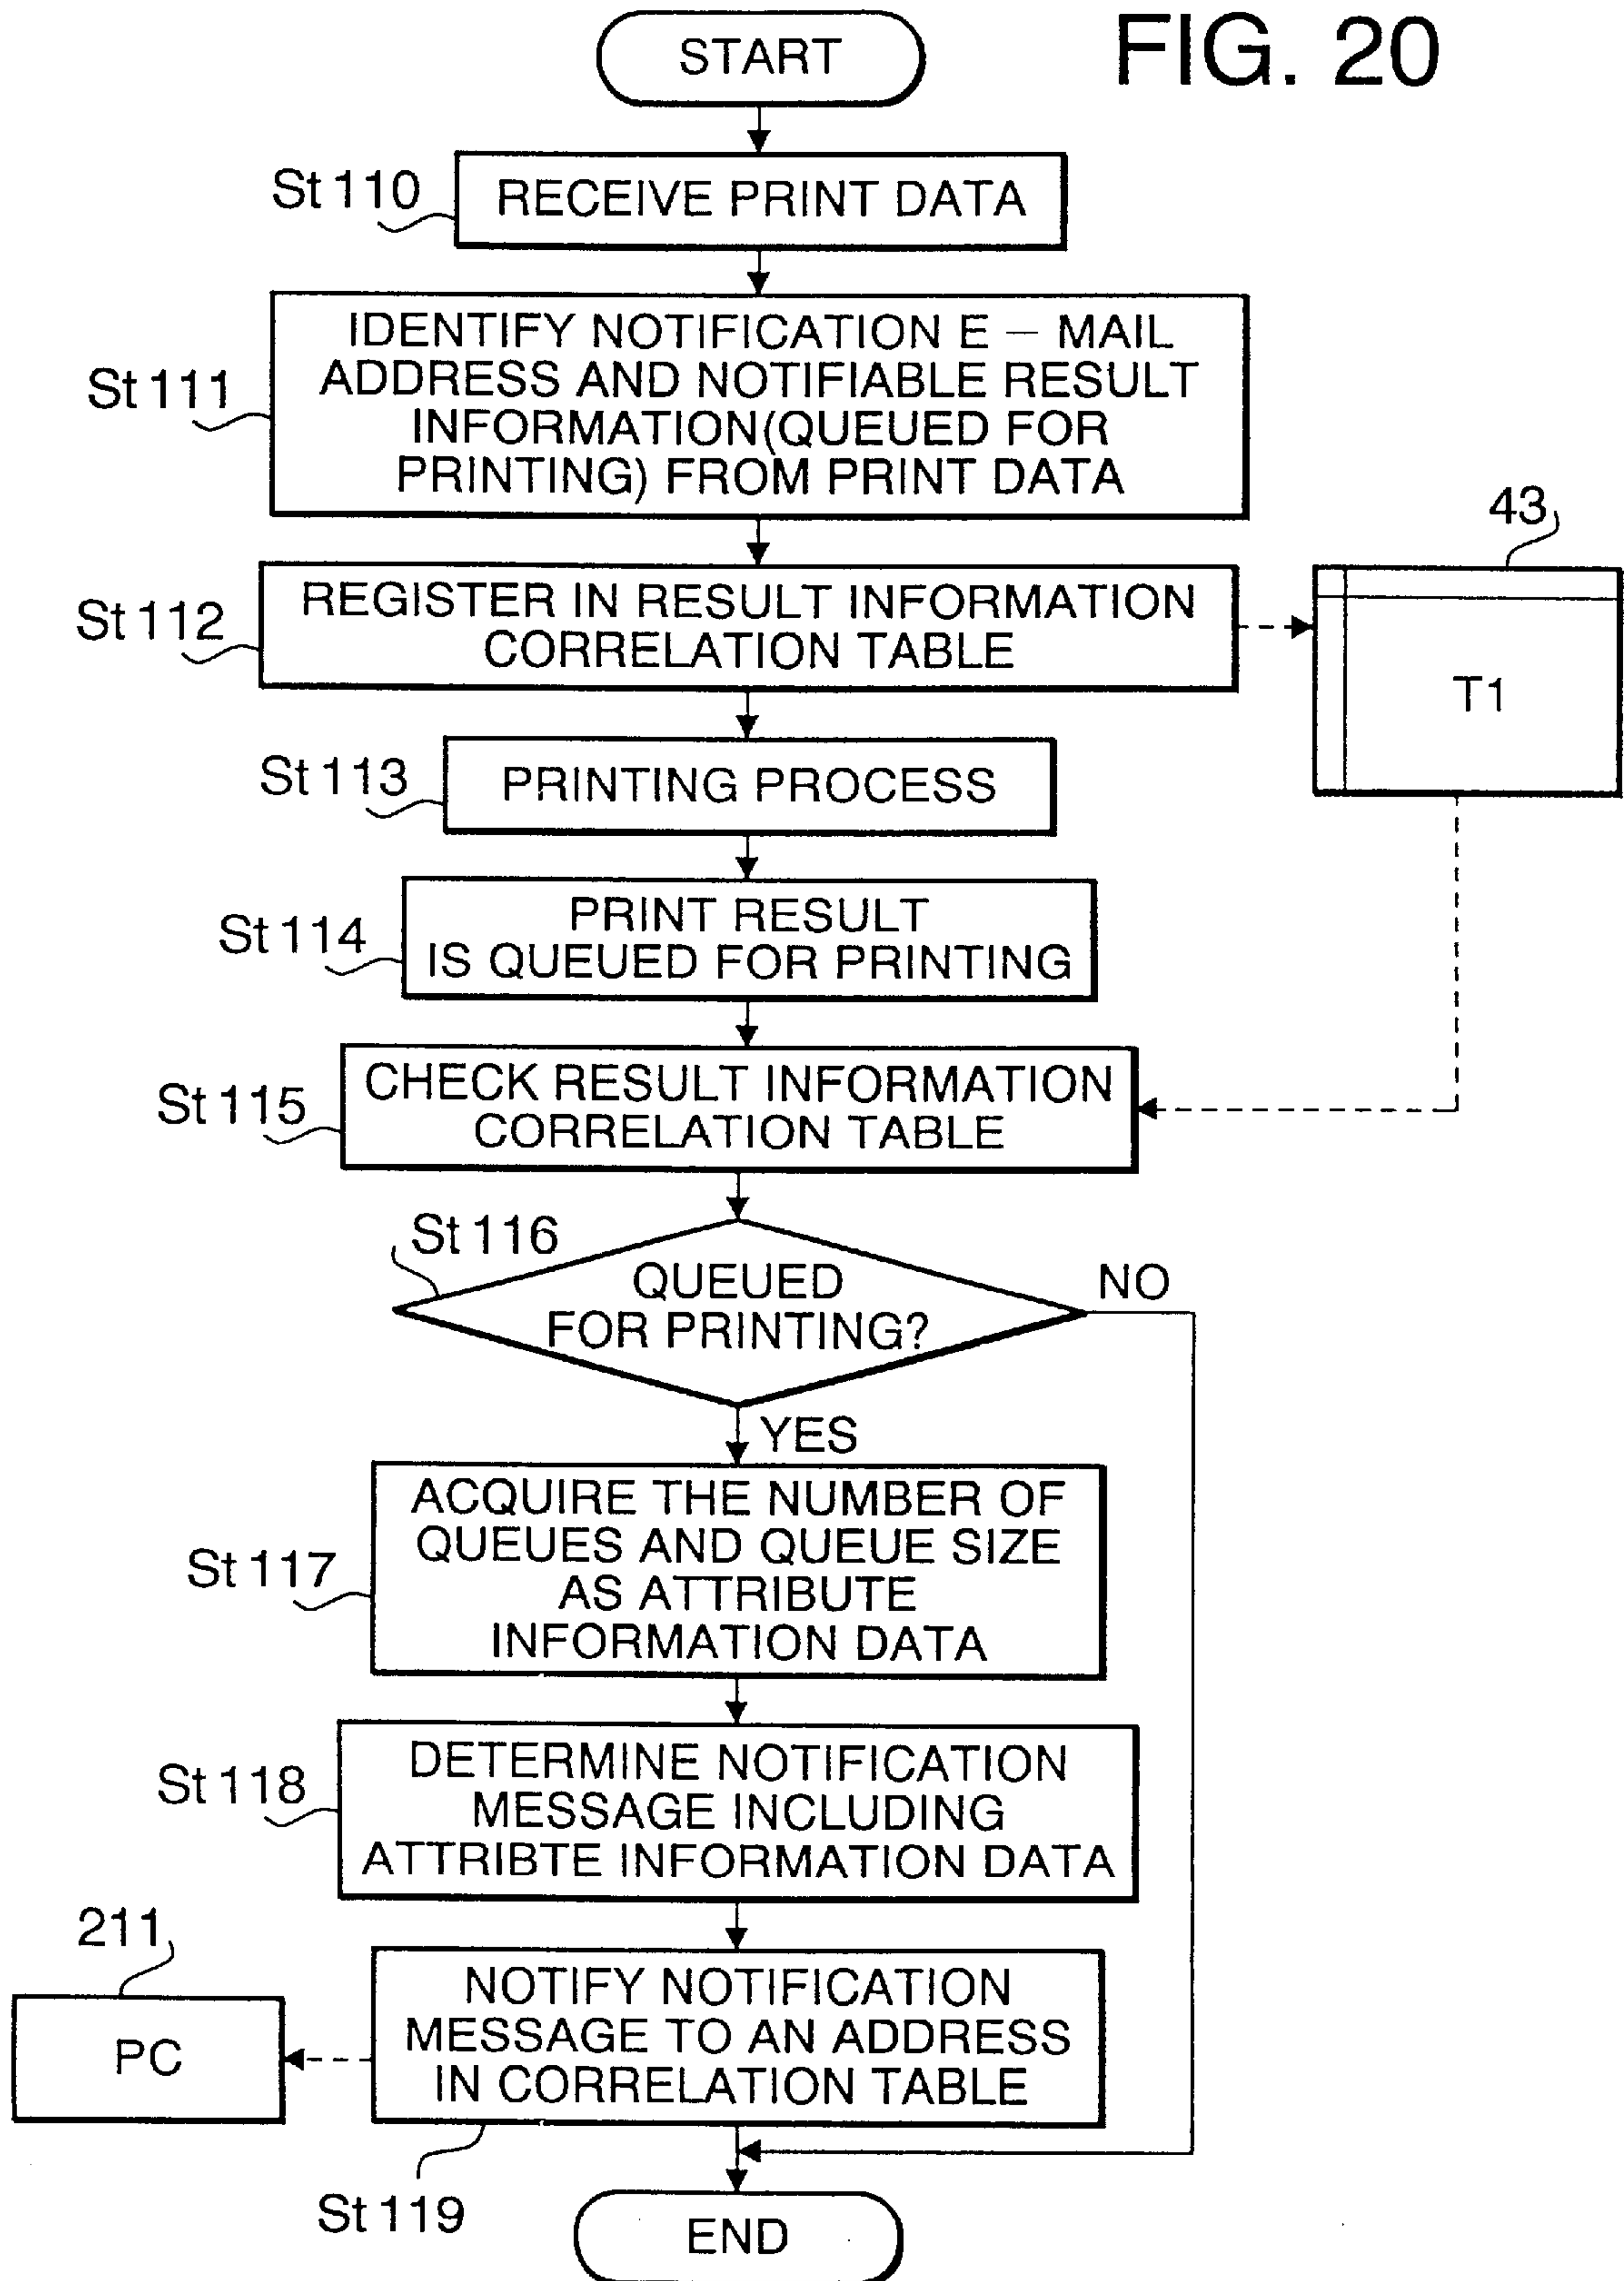 FIG. 20
START
St 110
RECEIVE PRINT DATA
St 111
IDENTIFY NOTIFICATION E – MAIL
ADDRESS AND NOTIFIABLE RESULT
INFORMATION(QUEUED FOR
PRINTING) FROM PRINT DATA
43
St 112
REGISTER IN RESULT INFORMATION
CORRELATION TABLE
T1
St 113
PRINTING PROCESS
St 114
PRINT RESULT
IS QUEUED FOR PRINTING
St 115
CHECK RESULT INFORMATION
CORRELATION TABLE
St 116
QUEUED
FOR PRINTING?
NO
YES
St 117
ACQUIRE THE NUMBER OF
QUEUES AND QUEUE SIZE
AS ATTRIBUTE
INFORMATION DATA
St 118
DETERMINE NOTIFICATION
MESSAGE INCLUDING
ATTRIBTE INFORMATION DATA
211
PC
NOTIFY NOTIFICATION
MESSAGE TO AN ADDRESS
IN CORRELATION TABLE
St 119
END